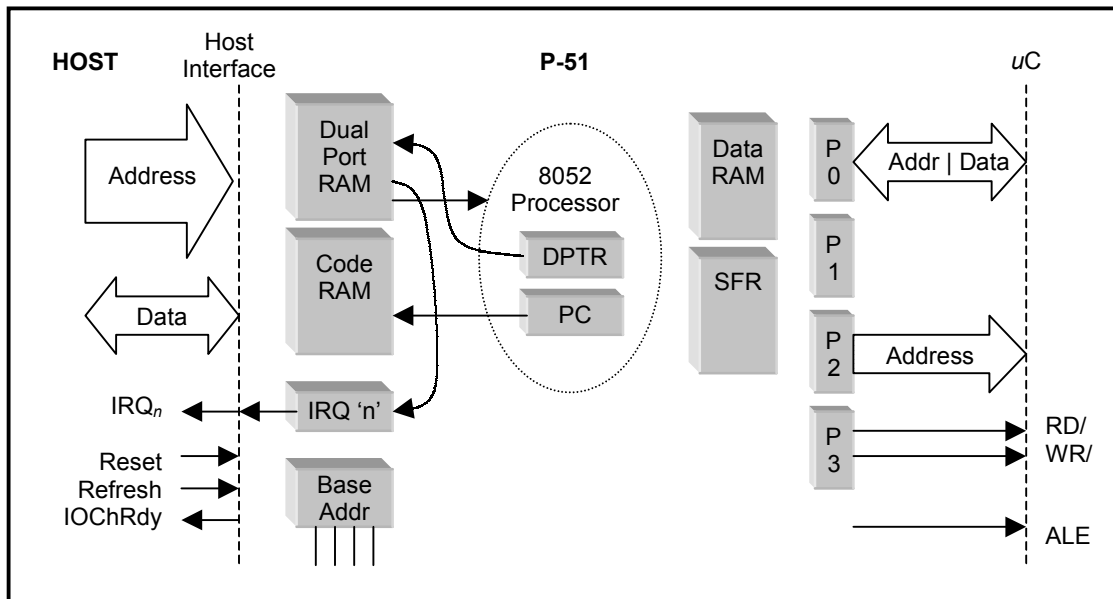 HOST
Host
Interface
P-51
uC
Address
Dual
Port
RAM
8052
Processor
Data
RAM
P
0
Addr | Data
DPTR
Code
RAM
SFR
P
1
Data
PC
P
2
Address
IRQn
IRQ ‘n’
P
3
RD/
WR/
Reset
Refresh
IOChRdy
Base
Addr
ALE